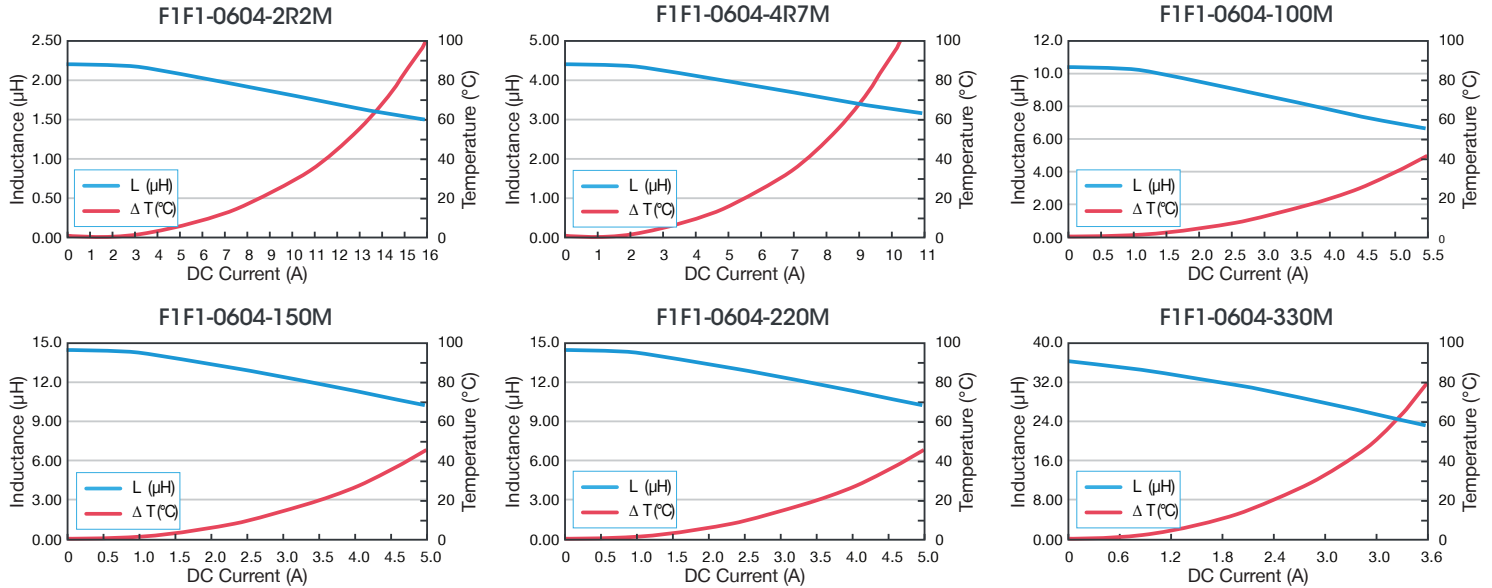 F1F1-0604-2R2M
Inductance (µH)
2.50
2.00
1.50
1.00
0.50
0.00
L (µH)
Δ T(°C)
100
80
60
40
20
0
Temperature (°C)
0 1 2 3 4 5 6 7 8 9 10 11 12 13 14 15 16
DC Current (A)
F1F1-0604-4R7M
Inductance (µH)
5.00
4.00
3.00
2.00
1.00
0.00
L (µH)
Δ T(°C)
100
80
60
40
20
0
Temperature (°C)
0 1 2 3 4 5 6 7 8 9 10 11
DC Current (A)
F1F1-0604-100M
Inductance (µH)
12.0
10.0
8.00
6.00
4.00
2.00
0.00
L (µH)
Δ T(°C)
100
80
60
40
20
0
Temperature (°C)
0 0.5 1.0 1.5 2.0 2.5 3.0 3.5 4.0 4.5 5.0 5.5
DC Current (A)
F1F1-0604-150M
Inductance (µH)
15.0
12.0
9.00
6.00
3.00
0.00
L (µH)
Δ T(°C)
100
80
60
40
20
0
Temperature (°C)
0 0.5 1.0 1.5 2.0 2.5 3.0 3.5 4.0 4.5 5.0
DC Current (A)
F1F1-0604-220M
Inductance (µH)
15.0
12.0
9.00
6.00
3.00
0.00
L (µH)
Δ T(°C)
100
80
60
40
20
0
Temperature (°C)
0 0.5 1.0 1.5 2.0 2.5 3.0 3.5 4.0 4.5 5.0
DC Current (A)
F1F1-0604-330M
Inductance (µH)
40.0
32.0
24.0
16.0
8.00
0.00
L (µH)
Δ T(°C)
100
80
60
40
20
0
Temperature (°C)
0 0.6 1.2 1.8 2.4 3.0 3.0 3.6
DC Current (A)